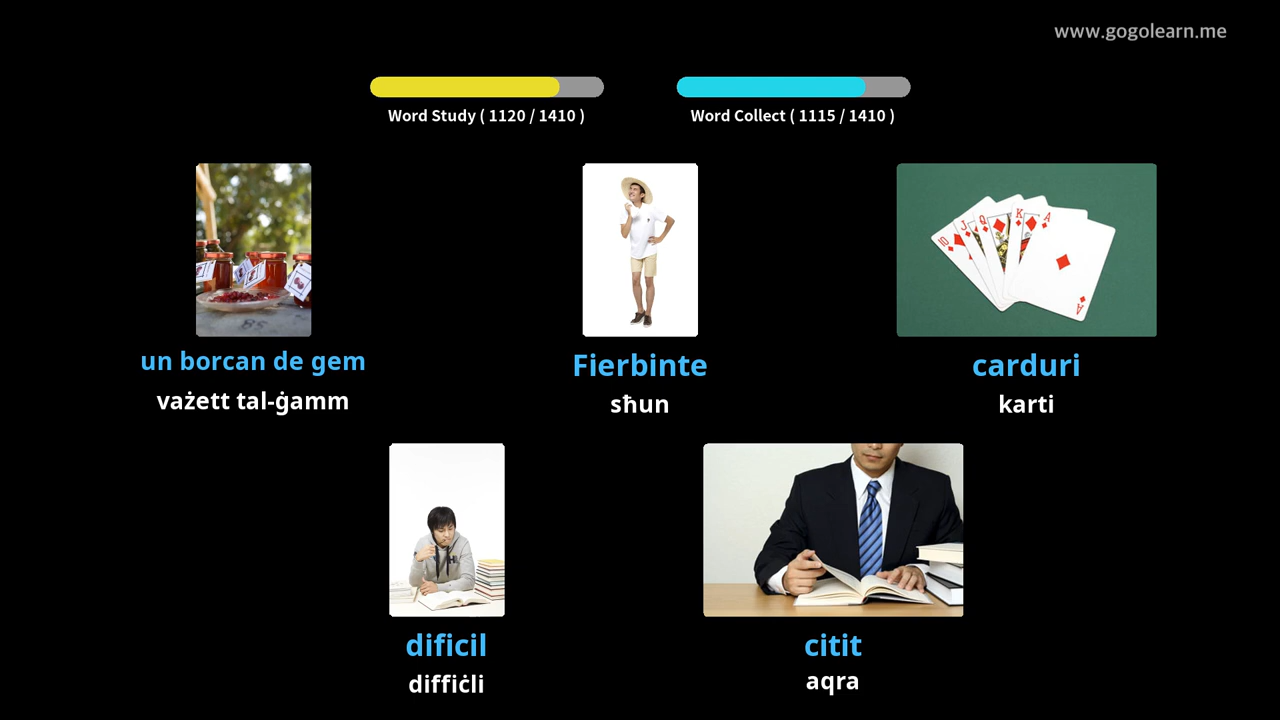 www.gogolearn.me
Word Study ( 1120 / 1410 )
Word Collect ( 1115 / 1410 )
un borcan de gem
vażett tal-ġamm
Fierbinte
sħun
carduri
karti
dificil
diffiċli
citit
aqra